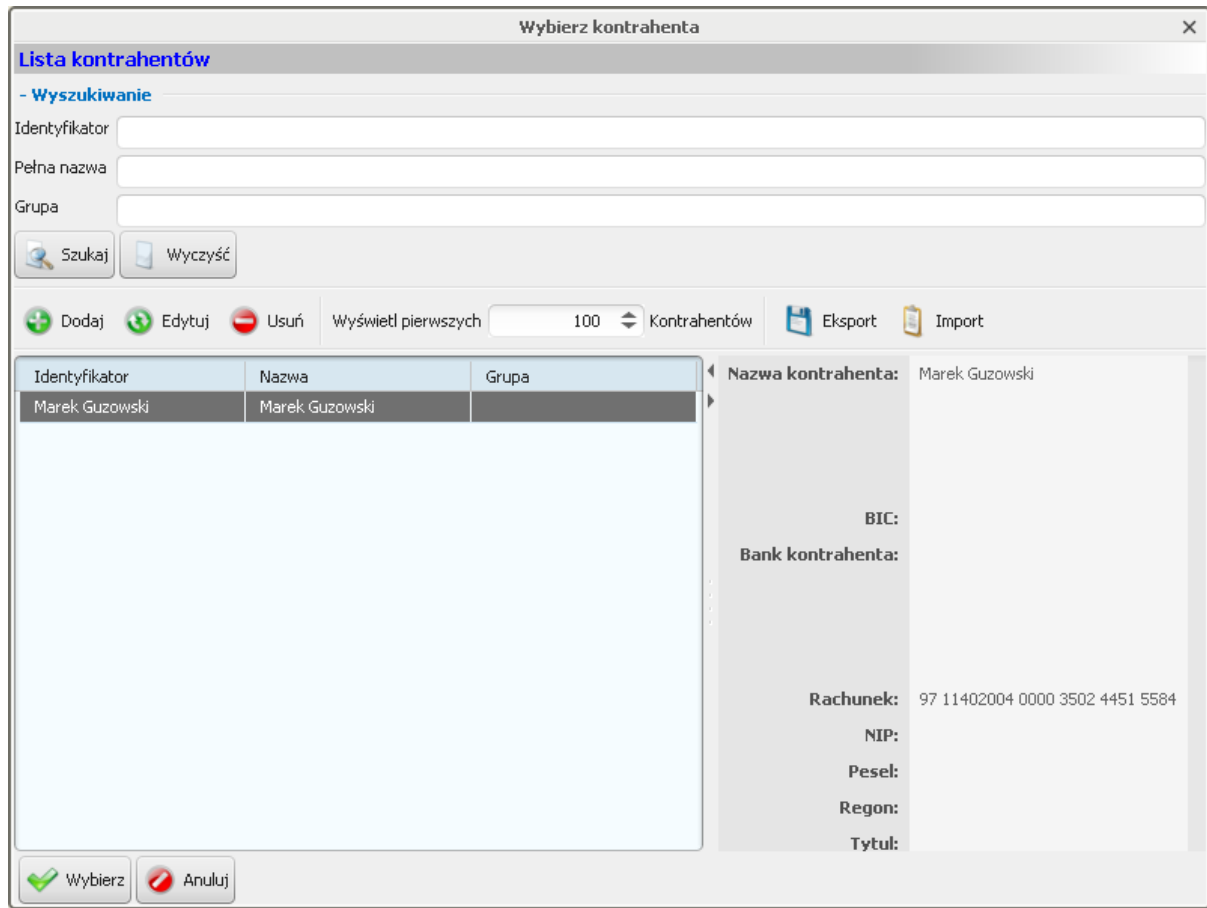 Wybierz kontrahenta
Lista kontrahentów
- Wyszukiwanie
Identyfikator
Pełna nazwa
Grupa
Szukaj Wyczyść
Dodaj Edytuj Usuń Wyświetl pierwszych 100 Kontrahentów Eksport Import
Identyfikator Nazwa Grupa
Marek Guzowski Marek Guzowski
Nazwa kontrahenta: Marek Guzowski
BIC:
Bank kontrahenta:
Rachunek: 97 11402004 0000 3502 4451 5584
NIP:
Pesel:
Regon:
Tytul:
Wybierz Anuluj